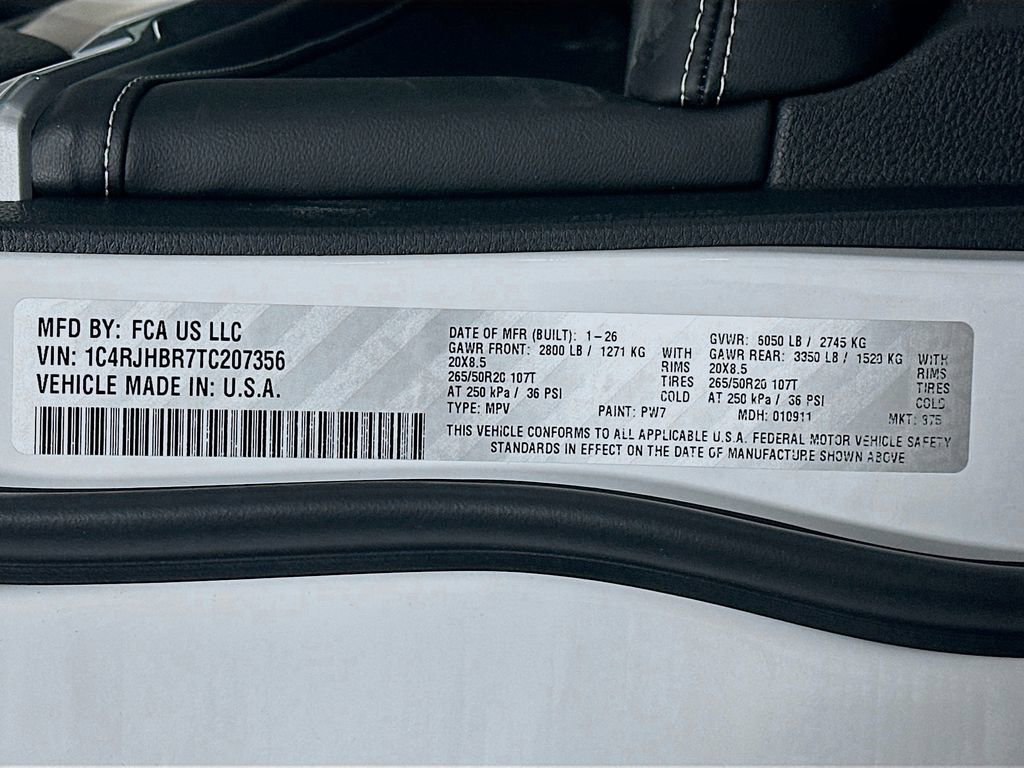 MFD BY: FCA US LLC
VIN: 1C4RJHBR7TC207356
VEHICLE MADE IN: U.S.A.
DATE OF MFR (BUILT): 1-26
GAWR FRONT: 2800 LB / 1271 KG
20X8.5
265/50R20 107T
AT 250 kPa / 36 PSI
WITH
RIMS
TIRES
COLD
TYPE: MPV
PAINT: PW7
GVWR: 6050 LB / 2745 KG
GAWR REAR: 3350 LB / 1520 KG
20X8.5
265/50R20 107T
AT 250 kPa / 36 PSI
WITH
RIMS
TIRES
COLD
MDH: 010911
MKT: 375
THIS VEHICLE CONFORMS TO ALL APPLICABLE U.S.A. FEDERAL MOTOR VEHICLE SAFETY
STANDARDS IN EFFECT ON THE DATE OF MANUFACTURE SHOWN ABOVE